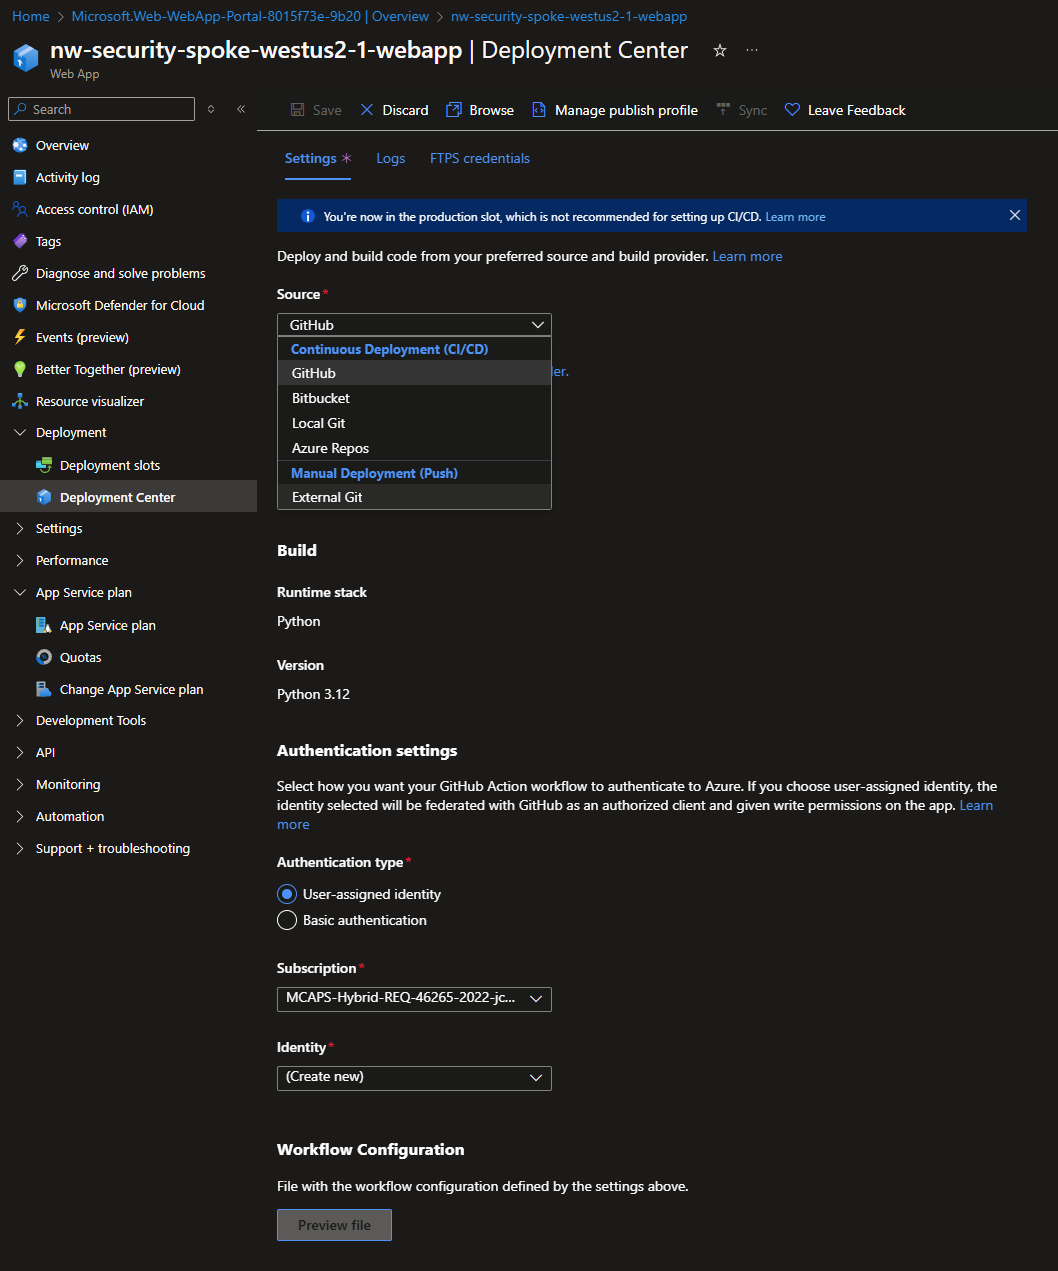 Home > Microsoft.Web-WebApp-Portal-8015f73e-9b20 | Overview > nw-security-spoke-westus2-1-webapp
nw-security-spoke-westus2-1-webapp | Deployment Center
Web App
Search
Save
Discard
Browse
Manage publish profile
Sync
Leave Feedback
Overview
Activity log
Access control (IAM)
Tags
Diagnose and solve problems
Microsoft Defender for Cloud
Events (preview)
Better Together (preview)
Resource visualizer
Deployment
Deployment slots
Deployment Center
Settings
Performance
App Service plan
App Service plan
Quotas
Change App Service plan
Development Tools
API
Monitoring
Automation
Support + troubleshooting
Settings *
Logs
FTPS credentials
You're now in the production slot, which is not recommended for setting up CI/CD. Learn more
Deploy and build code from your preferred source and build provider. Learn more
Source*
GitHub
Continuous Deployment (CI/CD)
GitHub
der.
Bitbucket
Local Git
Azure Repos
Manual Deployment (Push)
External Git
Build
Runtime stack
Python
Version
Python 3.12
Authentication settings
Select how you want your GitHub Action workflow to authenticate to Azure. If you choose user-assigned identity, the
identity selected will be federated with GitHub as an authorized client and given write permissions on the app. Learn
more
Authentication type*
User-assigned identity
Basic authentication
Subscription*
MCAPS-Hybrid-REQ-46265-2022-jc...
Identity*
(Create new)
Workflow Configuration
File with the workflow configuration defined by the settings above.
Preview file